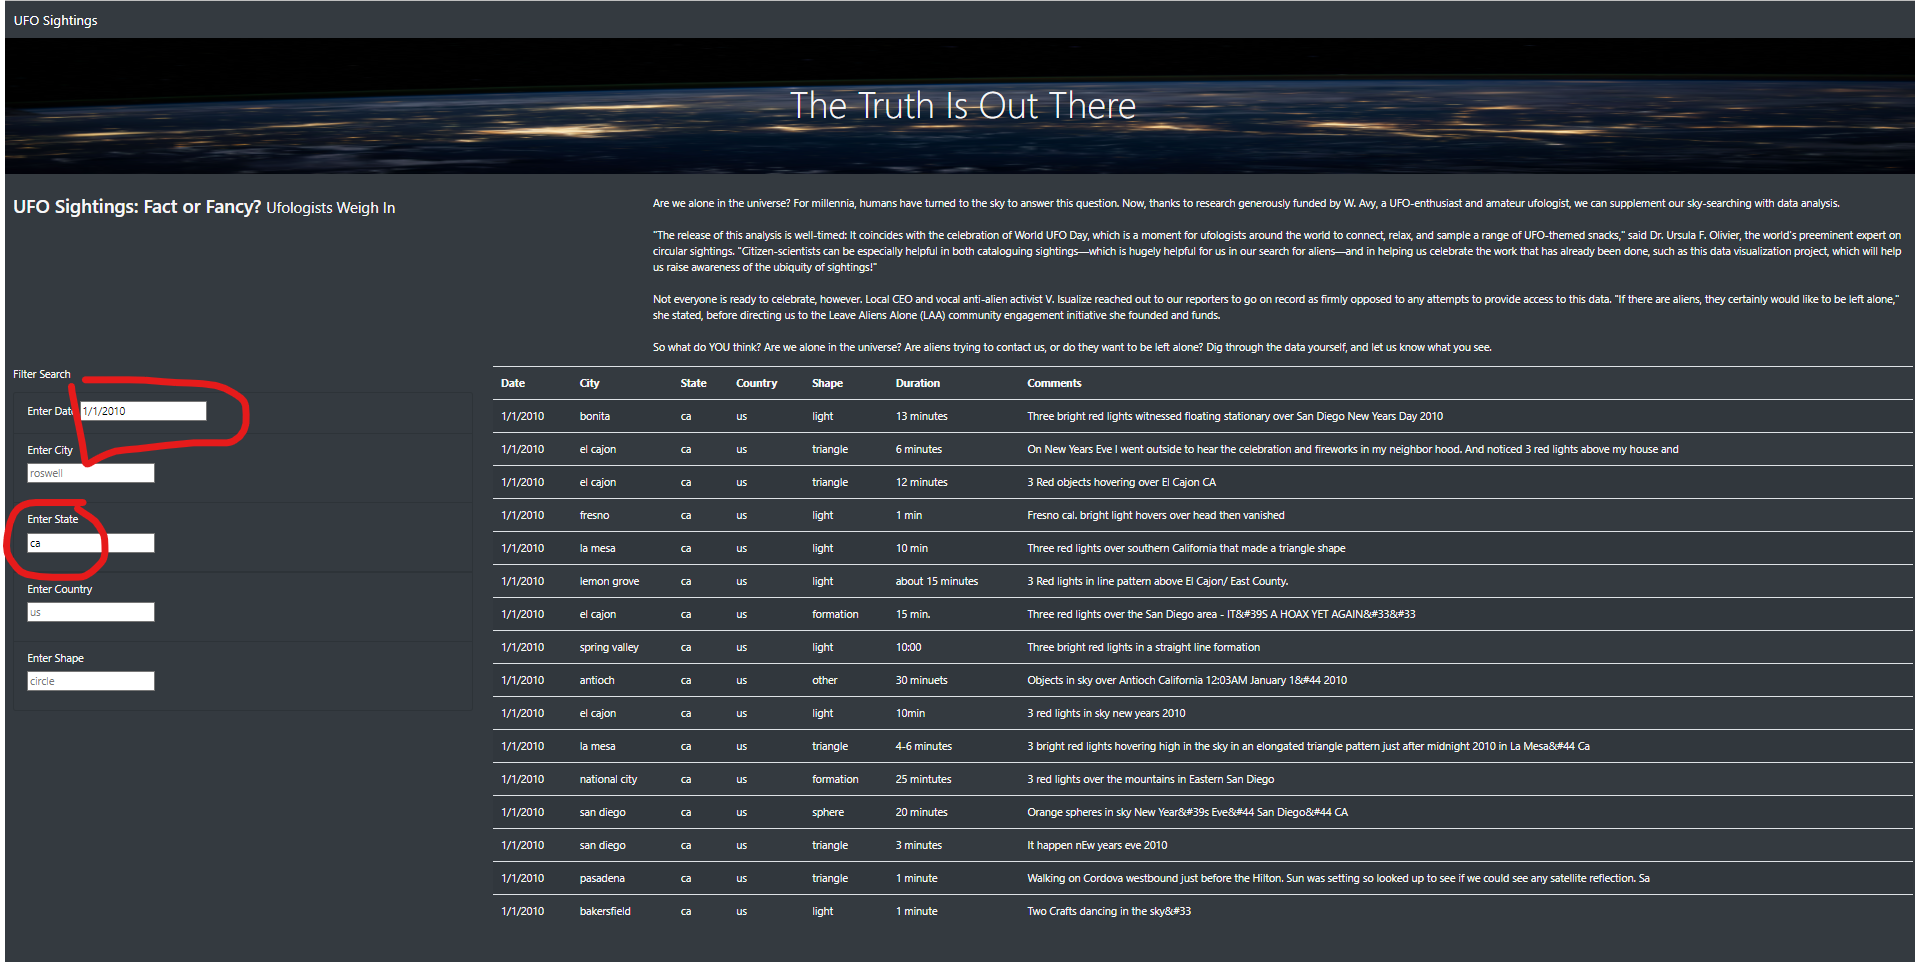 UFO Sightings
The Truth Is Out There
UFO Sightings: Fact or Fancy? Ufologists Weigh In
Are we alone in the universe? For millennia, humans have turned to the sky to answer this question. Now, thanks to research generously funded by W. Avy, a UFO-enthusiast and amateur ufologist, we can supplement our sky-searching with data analysis.
"The release of this analysis is well-timed: It coincides with the celebration of World UFO Day, which is a moment for ufologists around the world to connect, relax, and sample a range of UFO-themed snacks," said Dr. Ursula F. Olivier, the world's preeminent expert on
circular sightings. "Citizen-scientists can be especially helpful in both cataloguing sightings—which is hugely helpful for us in our search for aliens—and in helping us celebrate the work that has already been done, such as this data visualization project, which will help
us raise awareness of the ubiquity of sightings!"
Not everyone is ready to celebrate, however. Local CEO and vocal anti-alien activist V. Isualize reached out to our reporters to go on record as firmly opposed to any attempts to provide access to this data. "If there are aliens, they certainly would like to be left alone,"
she stated, before directing us to the Leave Aliens Alone (LAA) community engagement initiative she founded and funds.
So what do YOU think? Are we alone in the universe? Are aliens trying to contact us, or do they want to be left alone? Dig through the data yourself, and let us know what you see.
Filter Search
Enter Date 1/1/2010
Enter City
roswell
Enter State
ca
Enter Country
us
Enter Shape
circle
Date City State Country Shape Duration Comments
1/1/2010 bonita ca us light 13 minutes Three bright red lights witnessed floating stationary over San Diego New Years Day 2010
1/1/2010 el cajon ca us triangle 6 minutes On New Years Eve I went outside to hear the celebration and fireworks in my neighbor hood. And noticed 3 red lights above my house and
1/1/2010 el cajon ca us triangle 12 minutes 3 Red objects hovering over El Cajon CA
1/1/2010 fresno ca us light 1 min Fresno cal. bright light hovers over head then vanished
1/1/2010 la mesa ca us light 10 min Three red lights over southern California that made a triangle shape
1/1/2010 lemon grove ca us light about 15 minutes 3 Red lights in line pattern above El Cajon/ East County.
1/1/2010 el cajon ca us formation 15 min. Three red lights over the San Diego area - IT&#39S A HOAX YET AGAIN&#33&#33
1/1/2010 spring valley ca us light 10:00 Three bright red lights in a straight line formation
1/1/2010 antioch ca us other 30 minuets Objects in sky over Antioch California 12:03AM January 1&#44 2010
1/1/2010 el cajon ca us light 10min 3 red lights in sky new years 2010
1/1/2010 la mesa ca us triangle 4-6 minutes 3 bright red lights hovering high in the sky in an elongated triangle pattern just after midnight 2010 in La Mesa&#44 Ca
1/1/2010 national city ca us formation 25 mintutes 3 red lights over the mountains in Eastern San Diego
1/1/2010 san diego ca us sphere 20 minutes Orange spheres in sky New Year&#39s Eve&#44 San Diego&#44 CA
1/1/2010 san diego ca us triangle 3 minutes It happen nEw years eve 2010
1/1/2010 pasadena ca us triangle 1 minute Walking on Cordova westbound just before the Hilton. Sun was setting so looked up to see if we could see any satellite reflection. Sa
1/1/2010 bakersfield ca us light 1 minute Two Crafts dancing in the sky&#33